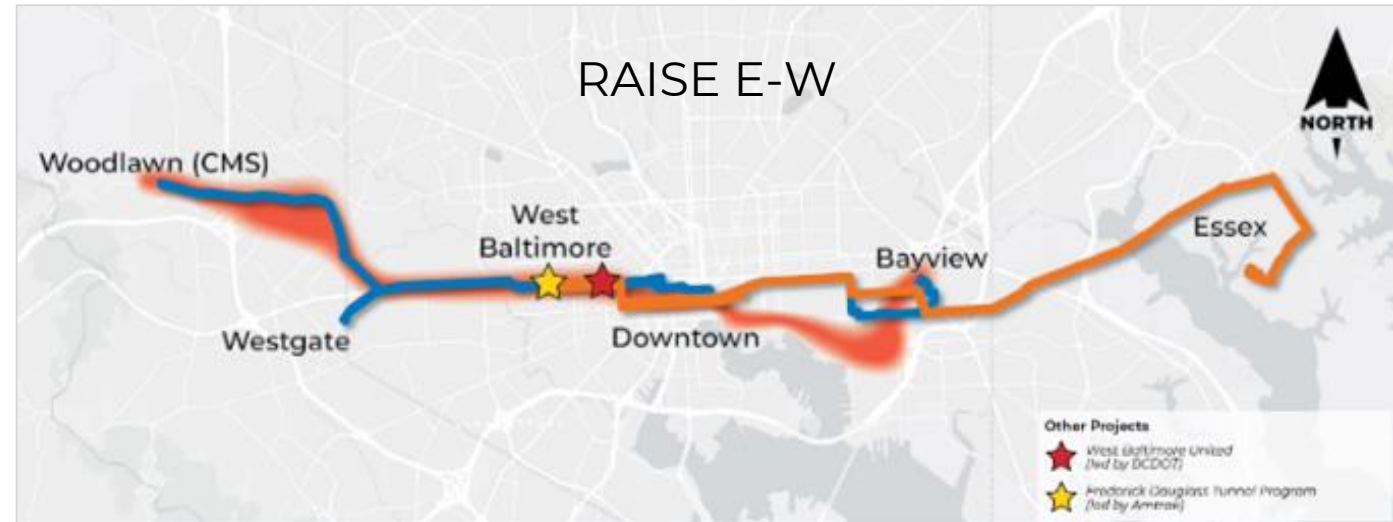 RAISE E-W
NORTH
Woodlawn (CMS)
West
Baltimore
Essex
Bayview
Westgate
Downtown
Other Projects
West Baltimore United
(led by BCDOT)
Frederick Douglass Tunnel Program
(led by Amtrak)